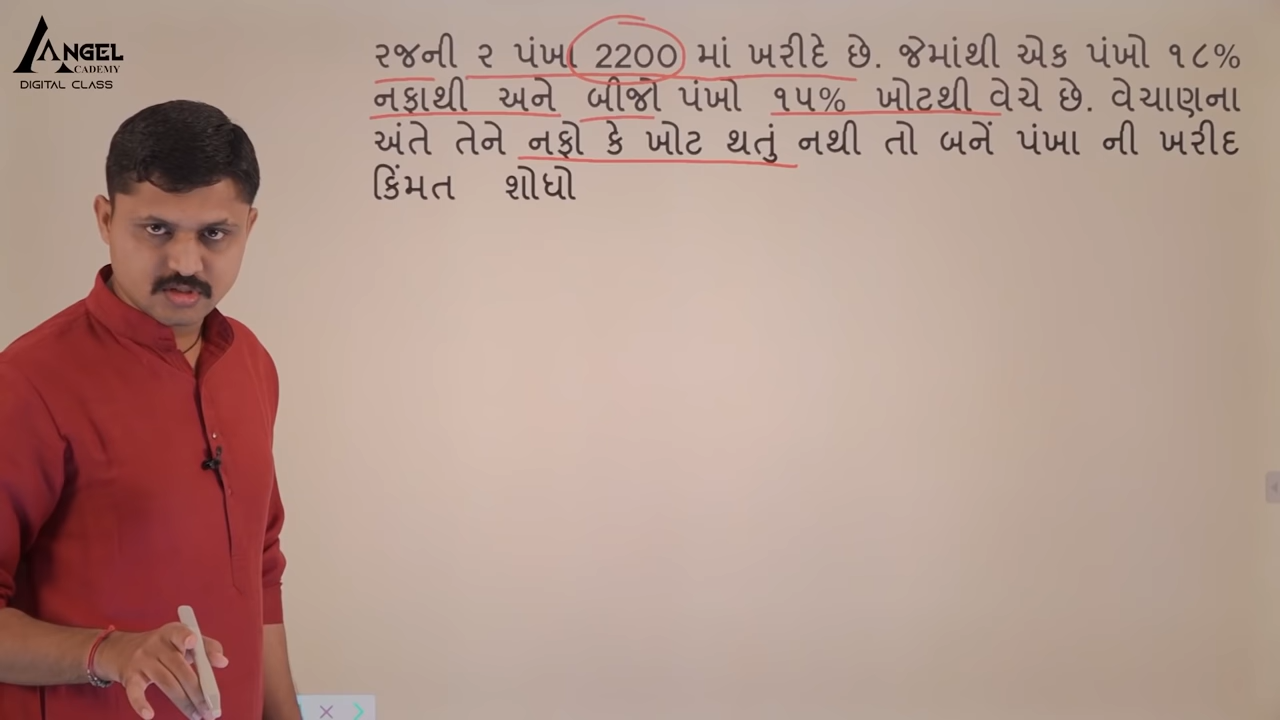 ANGEL
ACADEMY
DIGITAL CLASS
રજની ૨ પંખા 2200 માં ખરીદે છે. જેમાંથી એક પંખો ૧૮%
નફાથી અને બીજો પંખો ૧૫% ખોટથી વેચે છે. વેચાણના
અંતે તેને નફો કે ખોટ થતું નથી તો બનેં પંખા ની ખરીદ
કિંમત શોધો